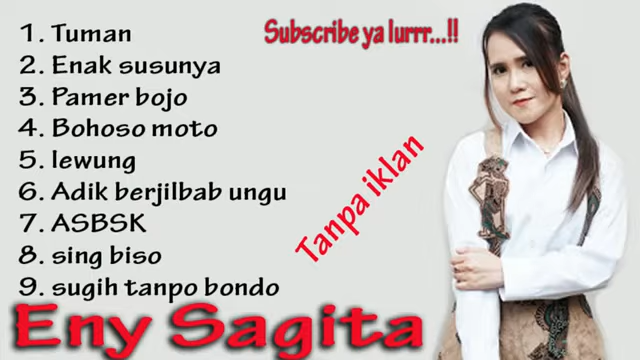 1. Tuman
2. Enak susunya
3. Pamer bojo
4. Bohoso moto
5. lewung
6. Adik berjilbab ungu
7. ASBSK
8. sing biso
9. sugih tanpo bondo
Subscribe ya lurrr...!!
Tanpa iklan
Eny Sagita